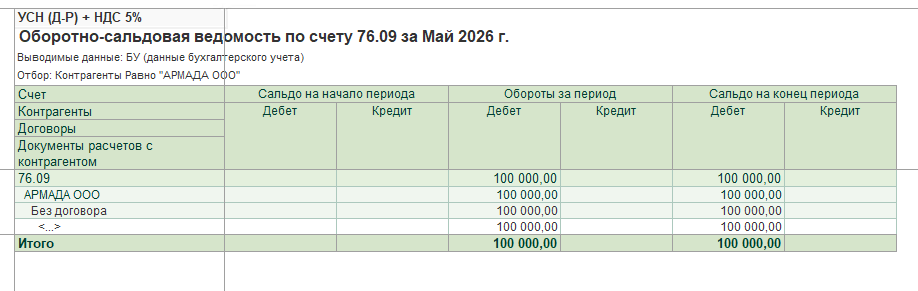 УСН (Д-Р) + НДС 5%
Оборотно-сальдовая ведомость по счету 76.09 за Май 2026 г.
Выводимые данные: БУ (данные бухгалтерского учета)
Отбор: Контрагенты Равно "АРМАДА ООО"
Счет Сальдо на начало периода Обороты за период Сальдо на конец периода
Контрагенты Дебет Кредит Дебет Кредит Дебет Кредит
Договоры
Документы расчетов с
контрагентом
76.09 100 000,00 100 000,00
АРМАДА ООО 100 000,00 100 000,00
Без договора 100 000,00 100 000,00
<...> 100 000,00 100 000,00
Итого 100 000,00 100 000,00